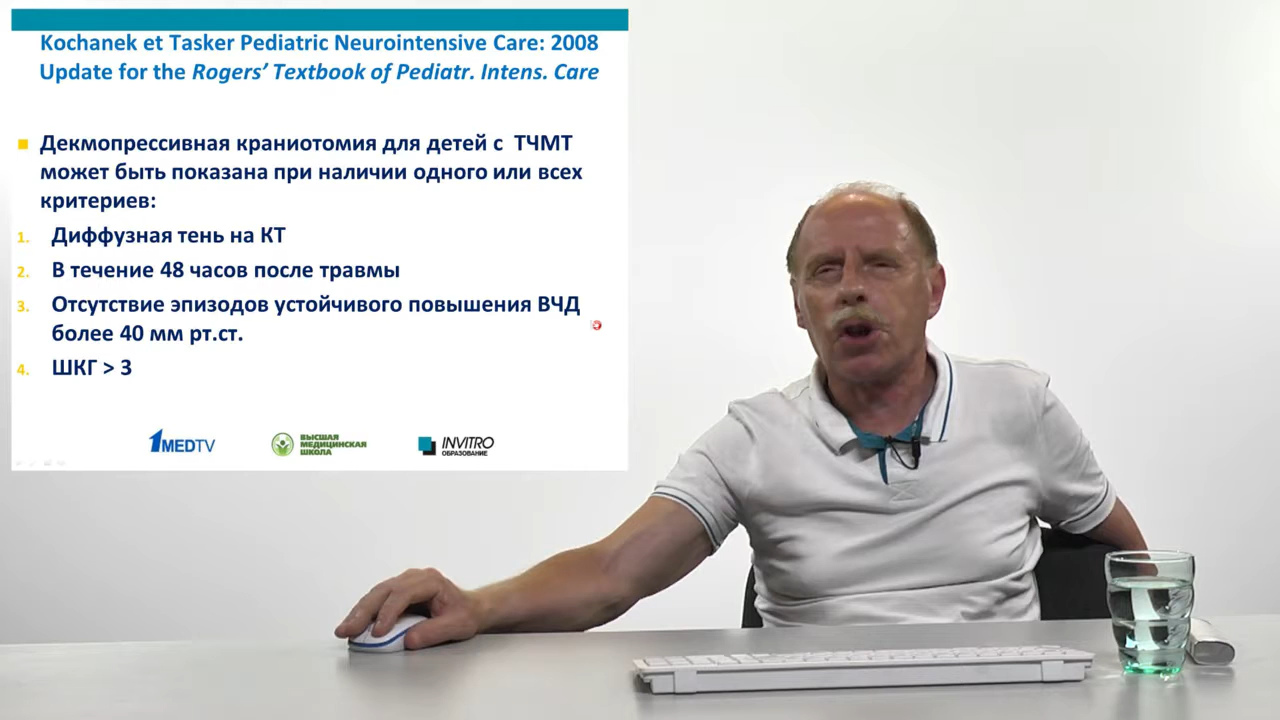 Kochanek et Tasker Pediatric Neurointensive Care: 2008
Update for the Rogers’ Textbook of Pediatr. Intens. Care
Декмопрессивная краниотомия для детей с ТЧМТ
может быть показана при наличии одного или всех
критериев:
1. Диффузная тень на КТ
2. В течение 48 часов после травмы
3. Отсутствие эпизодов устойчивого повышения ВЧД
более 40 мм рт.ст.
4. ШКГ > 3
1MEDTV
ВЫСШАЯ
МЕДИЦИНСКАЯ
ШКОЛА
INVITRO
ОБРАЗОВАНИЕ